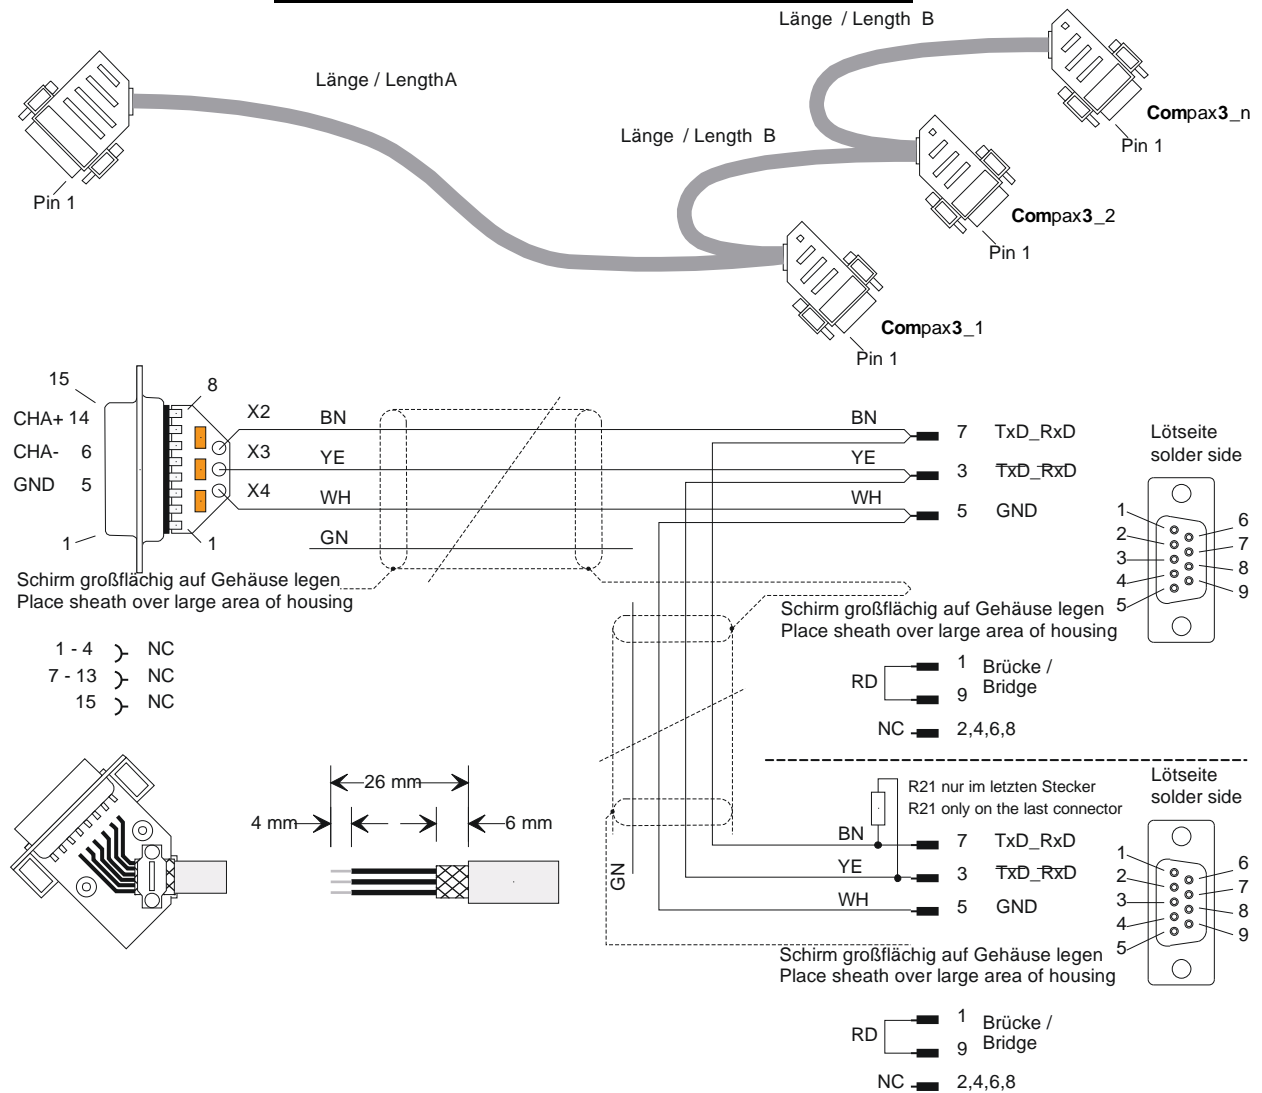 Länge / Length B
Länge / LengthA
Compax3_n
Länge / Length B
Pin 1
Pin 1
Compax3_2
Pin 1
Compax3_1
Pin 1
15
8
CHA+ 14
X2
BN
BN
7 TxD_RxD
Lötseite
solder side
CHA- 6
X3
YE
YE
3 T̅x̅D̅_R̅x̅D
GND 5
X4
WH
WH
5 GND
1
2
3
4
5
6
7
8
9
GN
1
1
Schirm großflächig auf Gehäuse legen
Place sheath over large area of housing
Schirm großflächig auf Gehäuse legen
Place sheath over large area of housing
1 - 4 NC
7 - 13 NC
15 NC
RD
1
9
Brücke /
Bridge
NC 2,4,6,8
26 mm
4 mm
6 mm
R21 nur im letzten Stecker
R21 only on the last connector
Lötseite
solder side
BN
7 TxD_RxD
YE
3 T̅x̅D̅_R̅x̅D
WH
5 GND
GN
1
2
3
4
5
6
7
8
9
Schirm großflächig auf Gehäuse legen
Place sheath over large area of housing
RD
1
9
Brücke /
Bridge
NC 2,4,6,8